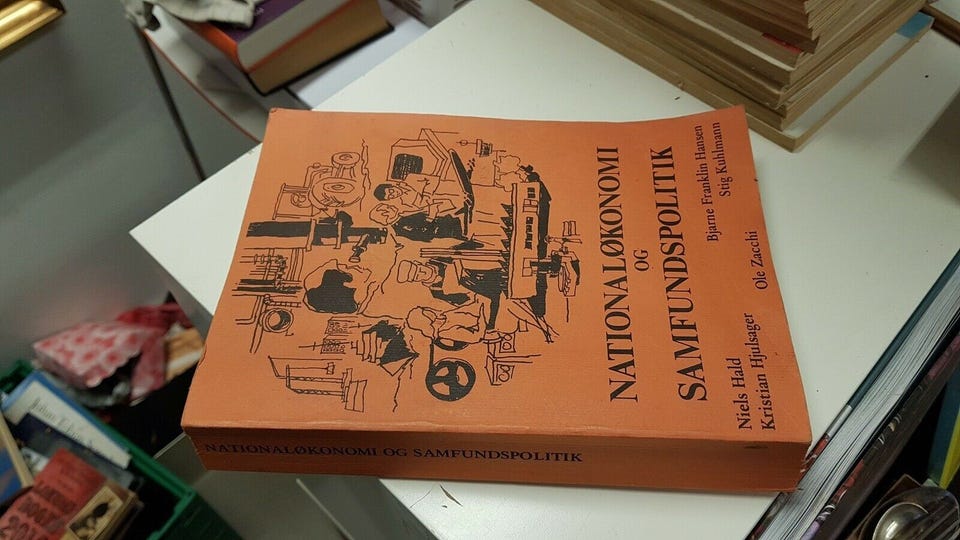 NATIONALØKONOMI
OG
SAMFUNDSPOLITIK
Niels Hald
Kristian Hjulsager
Ole Zacchi
Bjarne Franklin Hansen
Stig Kuhlmann
NATIONALØKONOMI OG SAMFUNDSPOLITIK